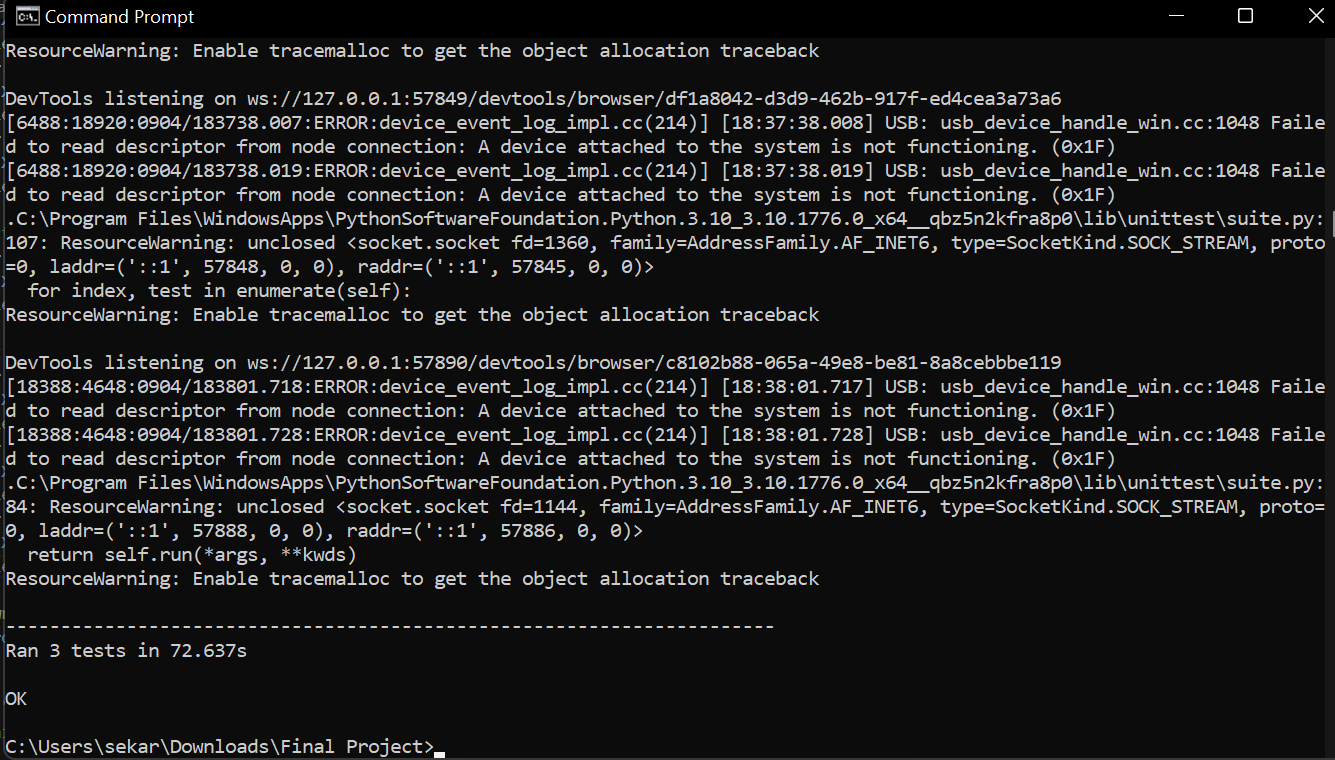 Command Prompt
ResourceWarning: Enable tracemalloc to get the object allocation traceback
DevTools listening on ws://127.0.0.1:57849/devtools/browser/df1a8042-d3d9-462b-917f-ed4cea3a73a6
[6488:18920:0904/183738.007:ERROR:device_event_log_impl.cc(214)] [18:37:38.008] USB: usb_device_handle_win.cc:1048 Faile
d to read descriptor from node connection: A device attached to the system is not functioning. (0x1F)
[6488:18920:0904/183738.019:ERROR:device_event_log_impl.cc(214)] [18:37:38.019] USB: usb_device_handle_win.cc:1048 Faile
d to read descriptor from node connection: A device attached to the system is not functioning. (0x1F)
.C:\Program Files\WindowsApps\PythonSoftwareFoundation.Python.3.10_3.10.1776.0_x64__qbz5n2kfra8p0\lib\unittest\suite.py:
107: ResourceWarning: unclosed <socket.socket fd=1360, family=AddressFamily.AF_INET6, type=SocketKind.SOCK_STREAM, proto
=0, laddr=('::1', 57848, 0, 0), raddr=('::1', 57845, 0, 0)>
  for index, test in enumerate(self):
ResourceWarning: Enable tracemalloc to get the object allocation traceback
DevTools listening on ws://127.0.0.1:57890/devtools/browser/c8102b88-065a-49e8-be81-8a8cebbbe119
[18388:4648:0904/183801.718:ERROR:device_event_log_impl.cc(214)] [18:38:01.717] USB: usb_device_handle_win.cc:1048 Faile
d to read descriptor from node connection: A device attached to the system is not functioning. (0x1F)
[18388:4648:0904/183801.728:ERROR:device_event_log_impl.cc(214)] [18:38:01.728] USB: usb_device_handle_win.cc:1048 Faile
d to read descriptor from node connection: A device attached to the system is not functioning. (0x1F)
.C:\Program Files\WindowsApps\PythonSoftwareFoundation.Python.3.10_3.10.1776.0_x64__qbz5n2kfra8p0\lib\unittest\suite.py:
84: ResourceWarning: unclosed <socket.socket fd=1144, family=AddressFamily.AF_INET6, type=SocketKind.SOCK_STREAM, proto=
0, laddr=('::1', 57888, 0, 0), raddr=('::1', 57886, 0, 0)>
  return self.run(*args, **kwds)
ResourceWarning: Enable tracemalloc to get the object allocation traceback
----------------------------------------------------------------------
Ran 3 tests in 72.637s
OK
C:\Users\sekar\Downloads\Final Project>